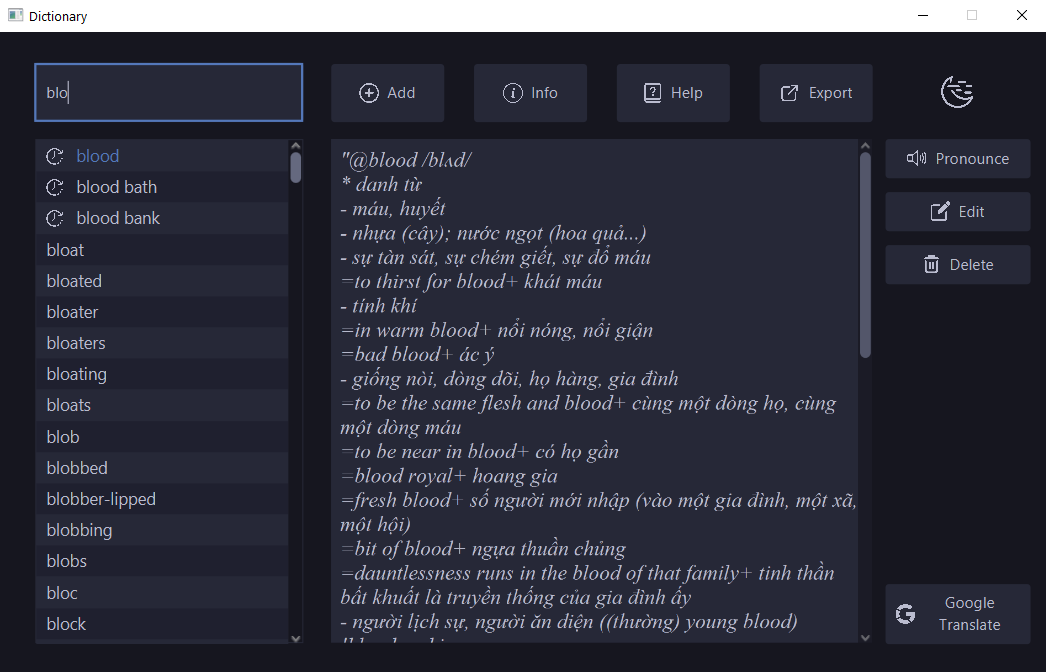 Dictionary
blo
Add
Info
Help
Export
blood
blood bath
blood bank
bloat
bloated
bloater
bloaters
bloating
bloats
blob
blobbed
blobber-lipped
blobbing
blobs
bloc
block
"@blood /blʌd/
* danh từ
- máu, huyết
- nhựa (cây); nước ngọt (hoa quả...)
- sự tàn sát, sự chém giết, sự đổ máu
=to thirst for blood+ khát máu
- tính khí
=in warm blood+ nổi nóng, nổi giận
=bad blood+ ác ý
- giống nòi, dòng dõi, họ hàng, gia đình
=to be the same flesh and blood+ cùng một dòng họ, cùng
một dòng máu
=to be near in blood+ có họ gần
=blood royal+ hoang gia
=fresh blood+ số người mới nhập (vào một gia đình, một xã,
một hội)
=bit of blood+ ngựa thuần chủng
=dauntlessness runs in the blood of that family+ tinh thần
bất khuất là truyền thống của gia đình ấy
- người lịch sự, người ăn diện ((thường) young blood)
Pronounce
Edit
Delete
Google
Translate